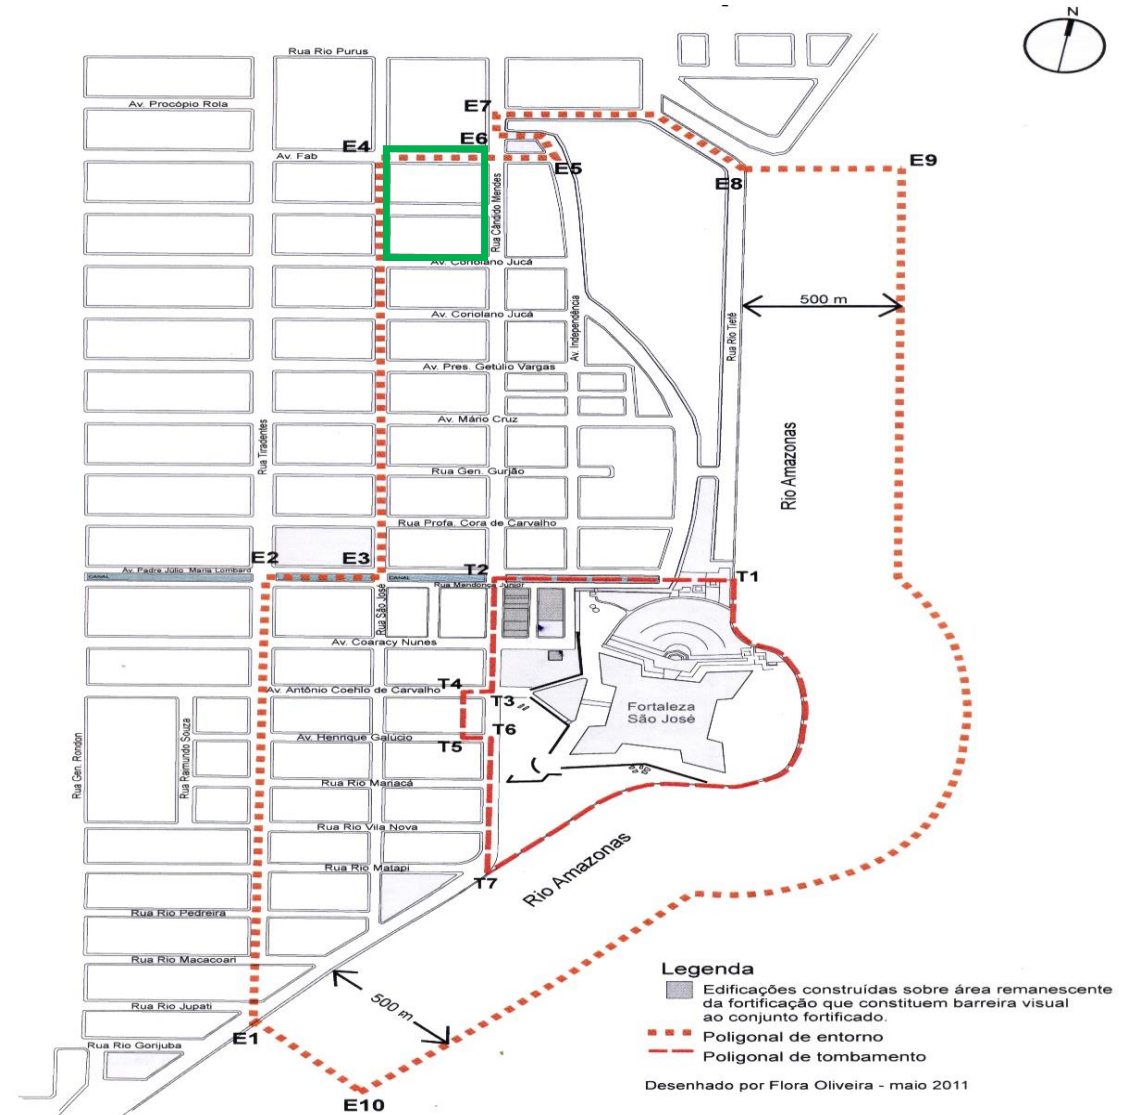 N
Rua Rio Purus
Av. Procópio Rola
E7
E6
E4
Av. Fab
E5
E8
E9
Rua Cândido Mendes
Av. Coriolano Jucá
500 m
Av. Coriolano Jucá
Av. Independência
Rua Rio Tietê
Av. Pres. Getúlio Vargas
Av. Mário Cruz
Rua Tiradentes
Rio Amazonas
Rua Gen. Gurjão
Rua Profa. Cora de Carvalho
E2
E3
T2
T1
Av. Padre Júlio Maria Lombard
CANAL
CANAL
Rua Mendonça Junior
Rua São José
Av. Coaracy Nunes
T4
Av. Antônio Coehlo de Carvalho
T3
Fortaleza
São José
T6
Av. Henrique Galúcio
T5
Rua Gen. Rondon
Rua Raimundo Souza
Rua Rio Maracá
Rua Rio Vila Nova
Rua Rio Matapi
T7
Rio Amazonas
Rua Rio Pedreira
Rua Rio Macacoari
500 m
Rua Rio Jupati
E1
Rua Rio Gorijuba
E10
Legenda
Edificações construídas sobre área remanescente
da fortificação que constituem barreira visual
ao conjunto fortificado.
Poligonal de entorno
Poligonal de tombamento
Desenhado por Flora Oliveira - maio 2011